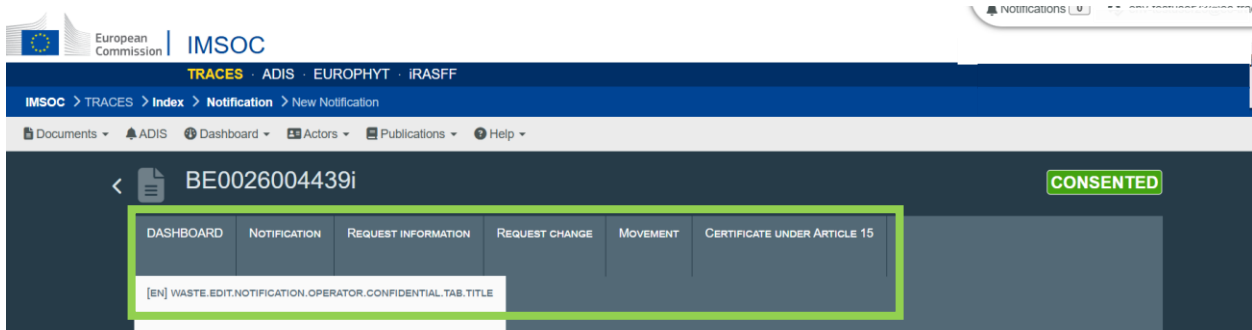 Notifications 0
European
Commission
IMSOC
TRACES · ADIS · EUROPHYT · iRASFF
IMSOC > TRACES > Index > Notification > New Notification
Documents ADIS Dashboard Actors Publications Help
BE0026004439i
CONSENTED
DASHBOARD NOTIFICATION REQUEST INFORMATION REQUEST CHANGE MOVEMENT CERTIFICATE UNDER ARTICLE 15
[EN] WASTE.EDIT.NOTIFICATION.OPERATOR.CONFIDENTIAL.TAB.TITLE